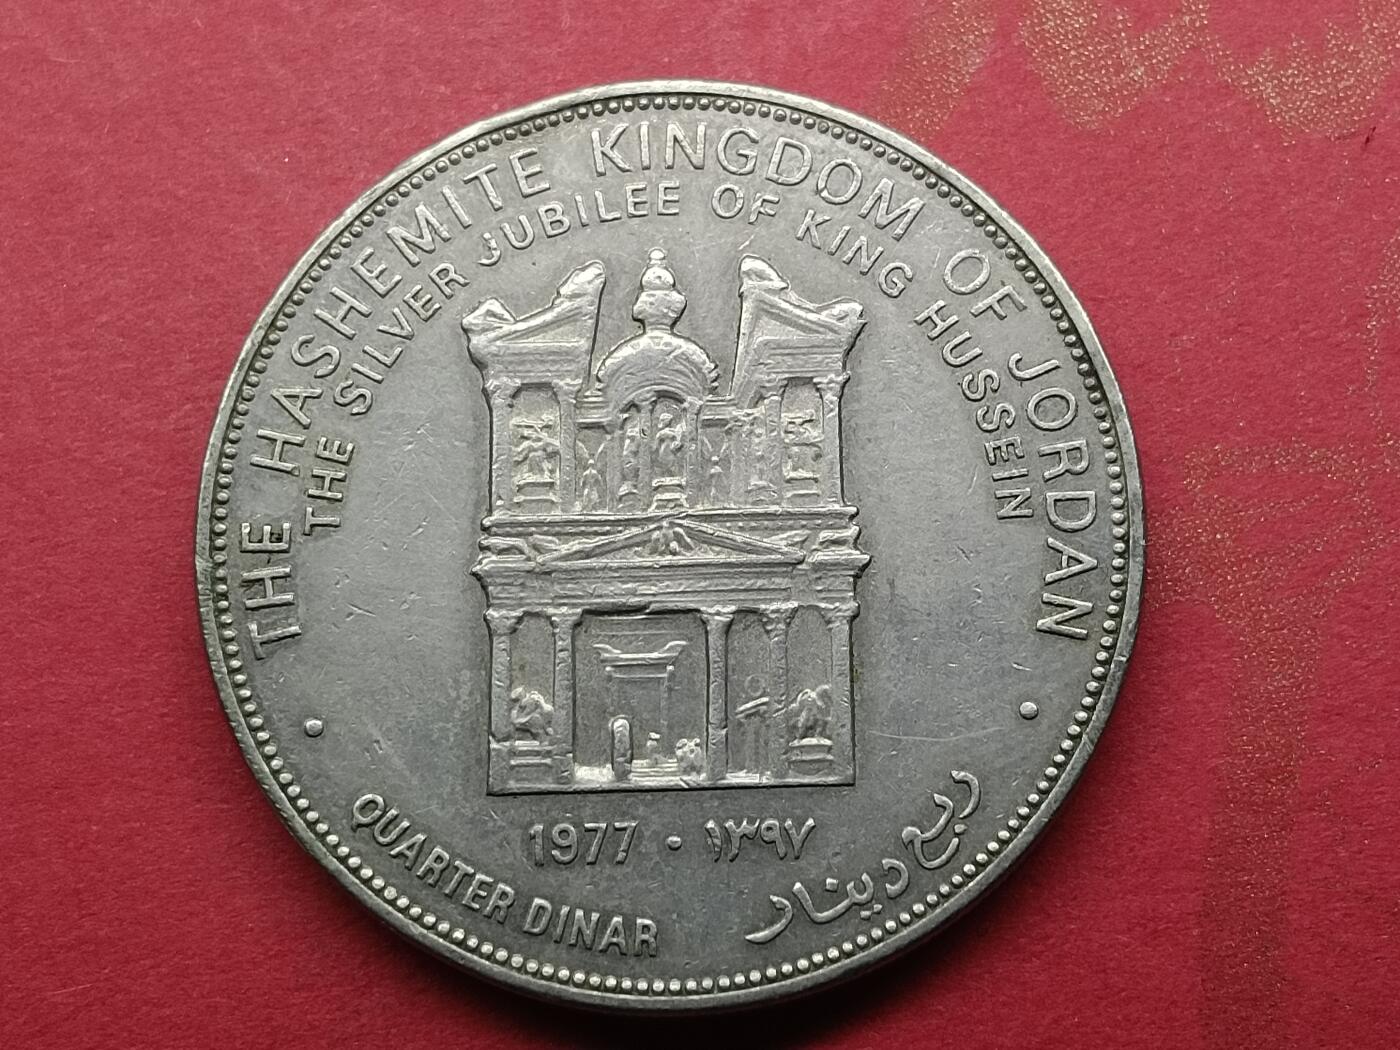 THE HASHEMITE KINGDOM OF JORDAN
THE SILVER JUBILEE OF KING HUSSEIN
1977 • ١٣٩٧
QUARTER DINAR
ربع دينار